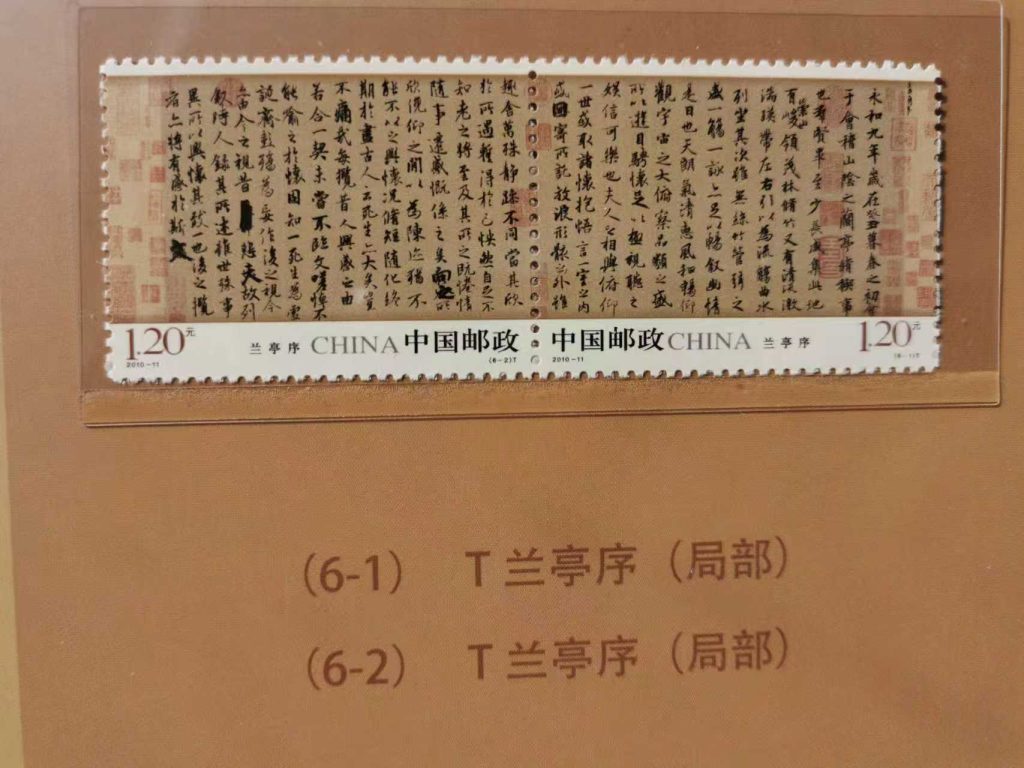 永和九年歲在癸丑暮春之初會
于會稽山陰之蘭亭脩稧事
也羣賢畢至少長咸集此地
有崇山峻領茂林脩竹又有清流激
湍暎帶左右引以為流觴曲水
列坐其次雖無絲竹管弦之
盛一觴一詠亦足以暢敘幽情
是日也天朗氣清惠風和暢仰
觀宇宙之大俯察品類之盛
所以遊目騁懷足以極視聽之
娛信可樂也夫人之相與俯仰
一世或取諸懷抱悟言一室之內
或因寄所託放浪形骸之外雖
趣舍萬殊靜躁不同當其欣
於所遇蹔得於己怏然自足不
知老之將至及其所之既惓情
隨事遷感慨係之矣向之所
欣俛仰之閒以為陳迹猶不
能不以之興懷況脩短隨化終
期於盡古人云死生亦大矣豈
不痛哉每攬昔人興感之由
若合一契未嘗不臨文嗟悼不
能喻之於懷固知一死生為虛
誕齊彭殤為妄作後之視今
亦由今之視昔悲夫故列
敘時人錄其所述雖世殊事
異所以興懷其致一也後之攬
者亦將有感於斯文
1.20元 兰亭序 CHINA 中国邮政
2010-11 (6-2)T
中国邮政 CHINA 兰亭序 1.20元
2010-11 (6-1)T
(6-1) T 兰亭序(局部)
(6-2) T 兰亭序(局部)